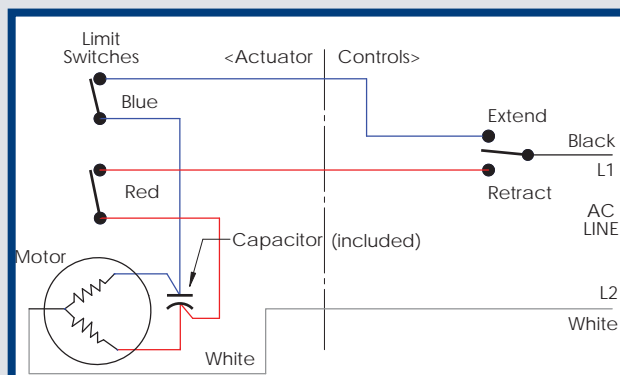 Limit
Switches
<Actuator
Controls>
Blue
Extend
Black
L1
Red
Retract
AC
LINE
Capacitor (included)
Motor
L2
White
White